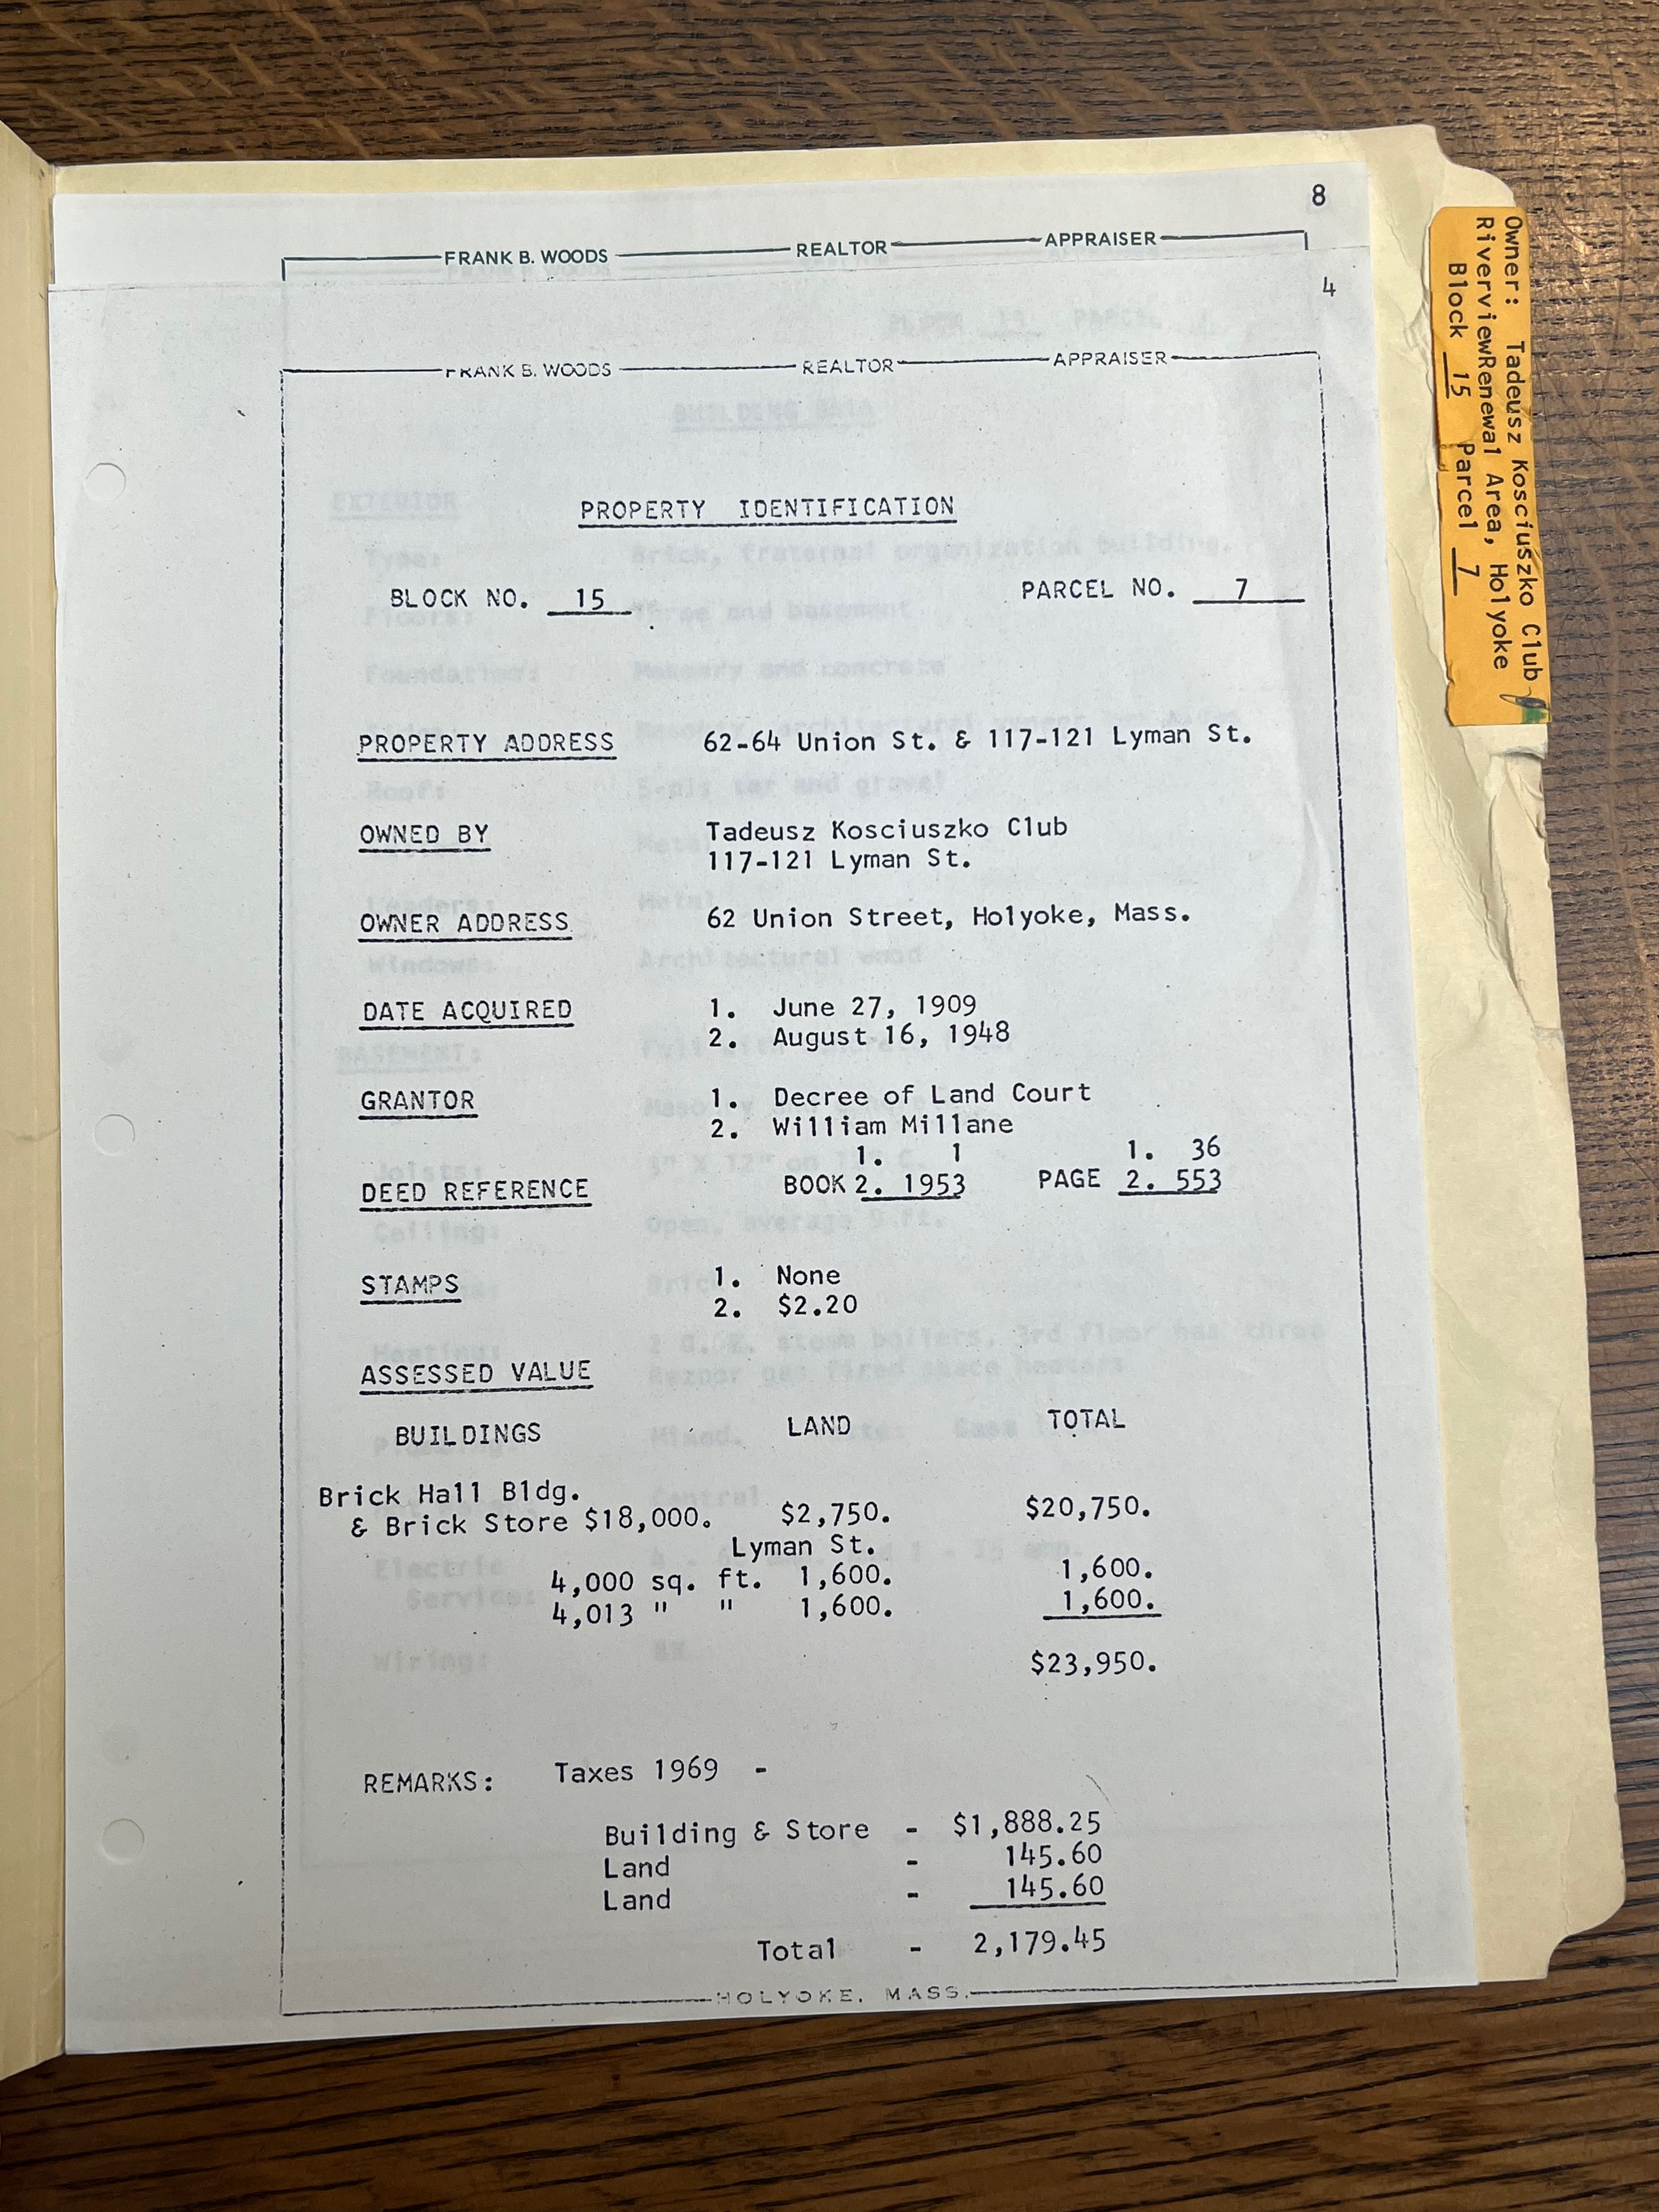 8
FRANK B. WOODS REALTOR APPRAISER
4
FRANK B. WOODS REALTOR APPRAISER
PROPERTY IDENTIFICATION
BLOCK NO. 15 PARCEL NO. 7
PROPERTY ADDRESS 62-64 Union St. & 117-121 Lyman St.
OWNED BY Tadeusz Kosciuszko Club
117-121 Lyman St.
OWNER ADDRESS 62 Union Street, Holyoke, Mass.
DATE ACQUIRED 1. June 27, 1909
2. August 16, 1948
GRANTOR 1. Decree of Land Court
2. William Millane
1. 1 1. 36
DEED REFERENCE BOOK 2. 1953 PAGE 2. 553
STAMPS 1. None
2. $2.20
ASSESSED VALUE
BUILDINGS LAND TOTAL
Brick Hall Bldg.
& Brick Store $18,000. $2,750. $20,750.
Lyman St.
4,000 sq. ft. 1,600. 1,600.
4,013 " " 1,600. 1,600.
$23,950.
REMARKS: Taxes 1969 -
Building & Store - $1,888.25
Land - 145.60
Land - 145.60
Total - 2,179.45
HOLYOKE, MASS.
Owner: Tadeusz Kosciuszko Club
RiverviewRenewal Area, Holyoke
Block 15 Parcel 7